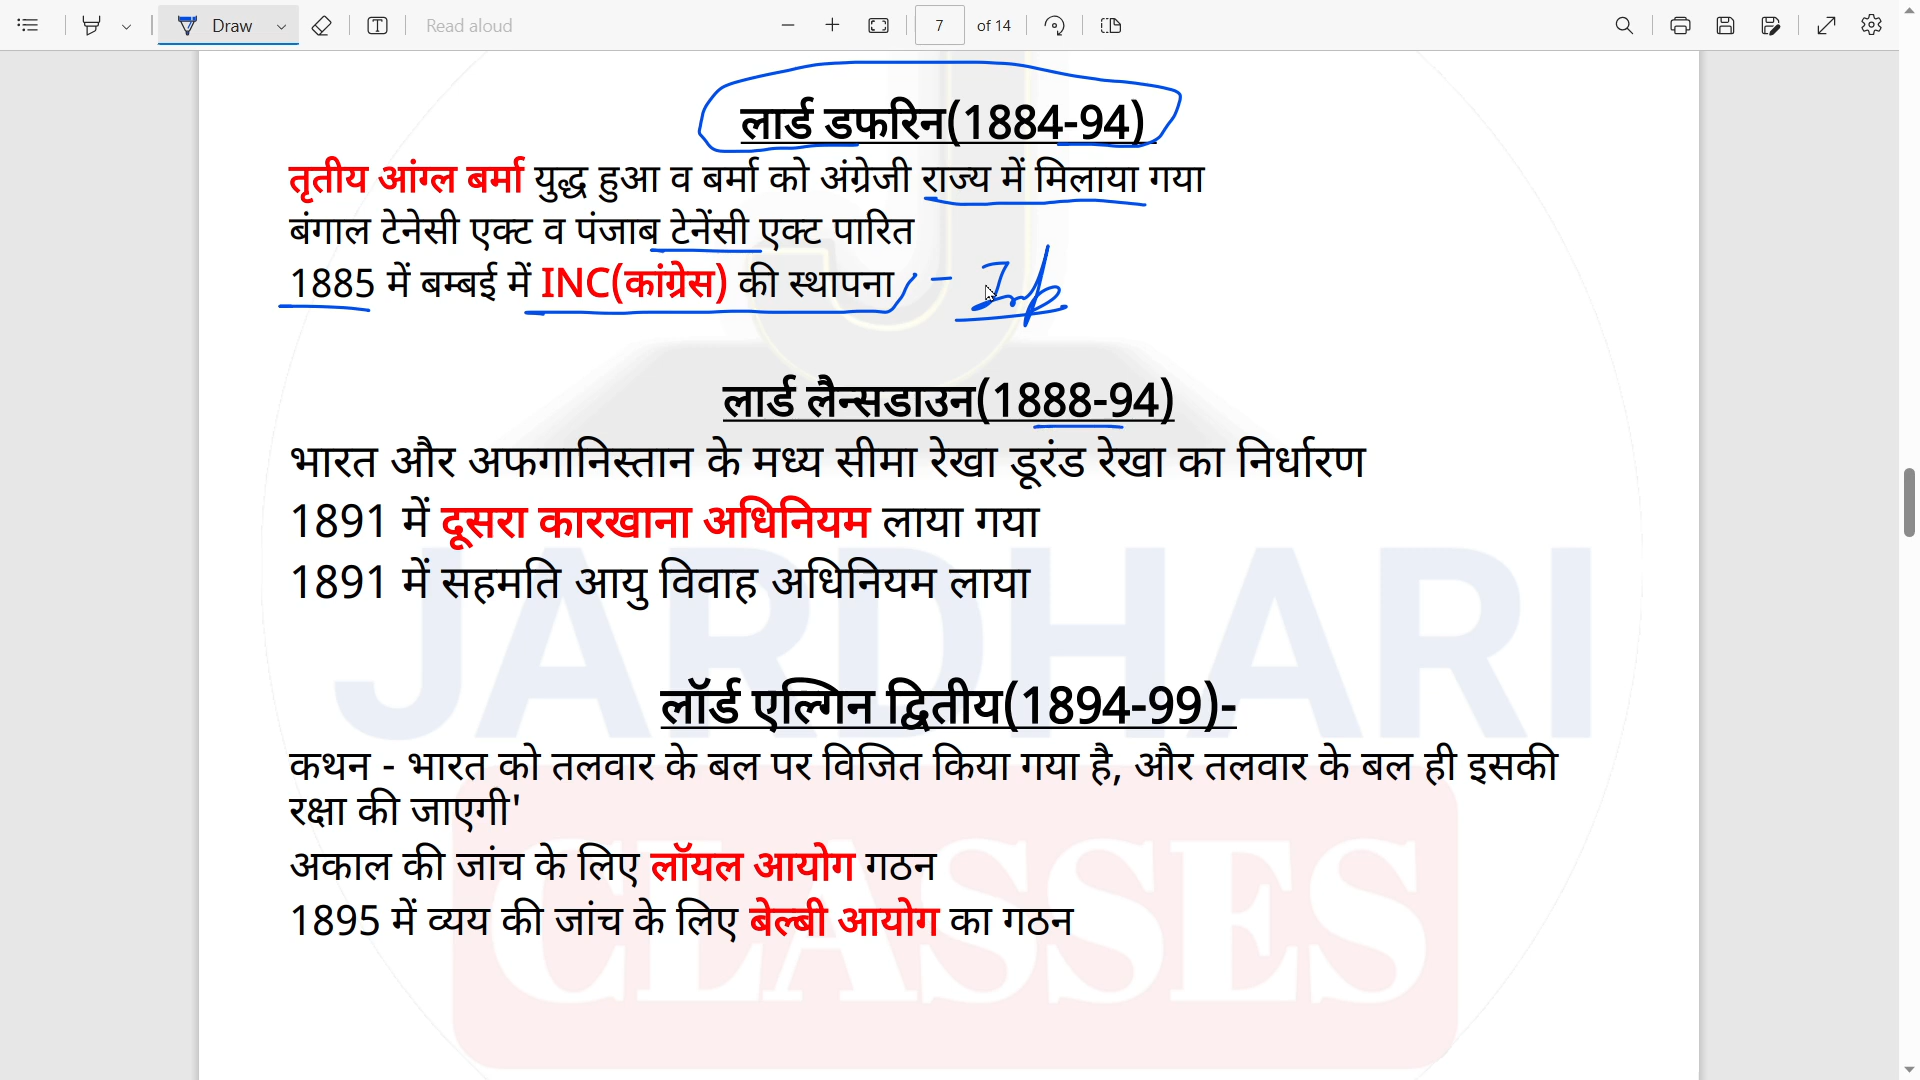 Draw
Read aloud
7 of 14
लार्ड डफरिन(1884-94)
तृतीय आंग्ल बर्मा युद्ध हुआ व बर्मा को अंग्रेजी राज्य में मिलाया गया
बंगाल टेनेसी एक्ट व पंजाब टेनेंसी एक्ट पारित
1885 में बम्बई में INC(कांग्रेस) की स्थापना - Imp
लार्ड लैन्सडाउन(1888-94)
भारत और अफगानिस्तान के मध्य सीमा रेखा डूरंड रेखा का निर्धारण
1891 में दूसरा कारखाना अधिनियम लाया गया
1891 में सहमति आयु विवाह अधिनियम लाया
लॉर्ड एल्गिन द्वितीय(1894-99)-
कथन - भारत को तलवार के बल पर विजित किया गया है, और तलवार के बल ही इसकी
रक्षा की जाएगी'
अकाल की जांच के लिए लॉयल आयोग गठन
1895 में व्यय की जांच के लिए बेल्बी आयोग का गठन
JARDHARI
CLASSES